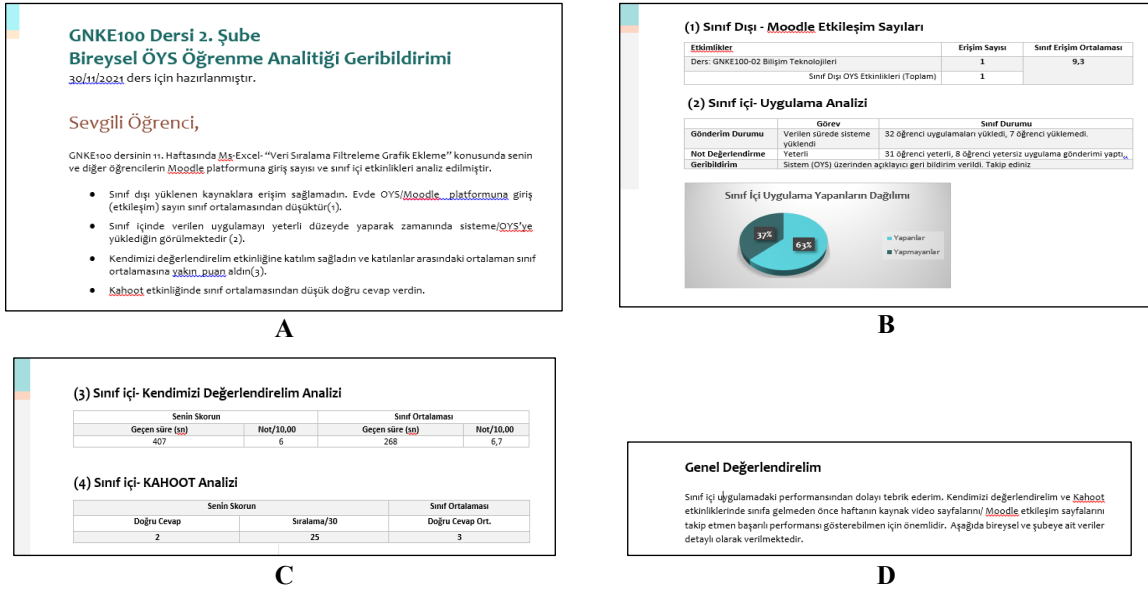 GNKE100 Dersi 2. Şube
Bireysel ÖYS Öğrenme Analitiği Geribildirimi
30/11/2021 ders için hazırlanmıştır.
Sevgili Öğrenci,
GNKE100 dersinin 11. Haftasında Ms-Excel- “Veri Sıralama Filtreleme Grafik Ekleme” konusunda senin
ve diğer öğrencilerin Moodle platformuna giriş sayısı ve sınıf içi etkinlikleri analiz edilmiştir.
● Sınıf dışı yüklenen kaynaklara erişim sağlamadın. Evde OYS/Moodle platformuna giriş
(etkileşim) sayın sınıf ortalamasından düşüktür(1).
● Sınıf içinde verilen uygulamayı yeterli düzeyde yaparak zamanında sisteme/OYS’ye
yüklediğin görülmektedir (2).
● Kendimizi değerlendirelim etkinliğine katılım sağladın ve katılanlar arasındaki ortalaman sınıf
ortalamasına yakın puan aldın(3).
● Kahoot etkinliğinde sınıf ortalamasından düşük doğru cevap verdin.
A
(1) Sınıf Dışı - Moodle Etkileşim Sayıları
Etkimlikler Erişim Sayısı Sınıf Erişim Ortalaması
Ders: GNKE100-02 Bilişim Teknolojileri 1 9,3
Sınıf Dışı OYS Etkinlikleri (Toplam) 1
(2) Sınıf içi- Uygulama Analizi
Görev Sınıf Durumu
Gönderim Durumu Verilen sürede sisteme 32 öğrenci uygulamaları yükledi, 7 öğrenci yüklemedi.
yüklendi
Not Değerlendirme Yeterli 31 öğrenci yeterli, 8 öğrenci yetersiz uygulama gönderimi yaptı,.
Geribildirim Sistem (OYS) üzerinden açıklayıcı geri bildirim verildi. Takip ediniz
Sınıf İçi Uygulama Yapanların Dağılımı
37%
63%
Yapanlar
Yapmayanlar
B
(3) Sınıf içi- Kendimizi Değerlendirelim Analizi
Senin Skorun Sınıf Ortalaması
Geçen süre (sn) Not/10,00 Geçen süre (sn) Not/10,00
407 6 268 6,7
(4) Sınıf içi- KAHOOT Analizi
Senin Skorun Sınıf Ortalaması
Doğru Cevap Sıralama/30 Doğru Cevap Ort.
2 25 3
C
Genel Değerlendirelim
Sınıf içi uygulamadaki performansından dolayı tebrik ederim. Kendimizi değerlendirelim ve Kahoot
etkinliklerinde sınıfa gelmeden önce haftanın kaynak video sayfalarını/ Moodle etkileşim sayfalarını
takip etmen başarılı performansı gösterebilmen için önemlidir. Aşağıda bireysel ve şubeye ait veriler
detaylı olarak verilmektedir.
D